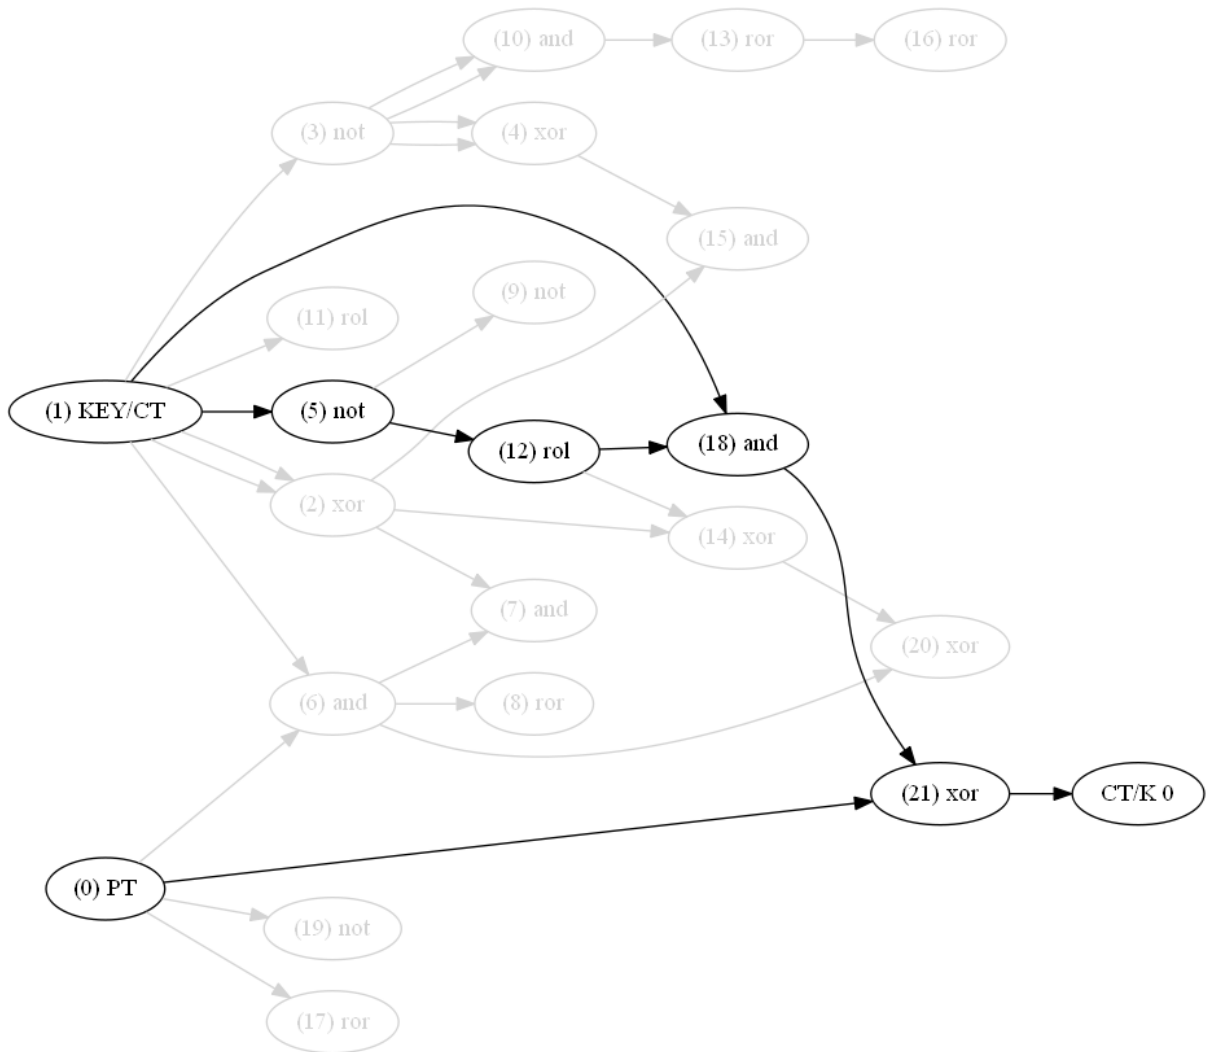 (10) and
(13) ror
(16) ror
(3) not
(4) xor
(15) and
(9) not
(11) rol
(1) KEY/CT
(5) not
(12) rol
(18) and
(2) xor
(14) xor
(7) and
(20) xor
(6) and
(8) ror
(21) xor
CT/K 0
(0) PT
(19) not
(17) ror